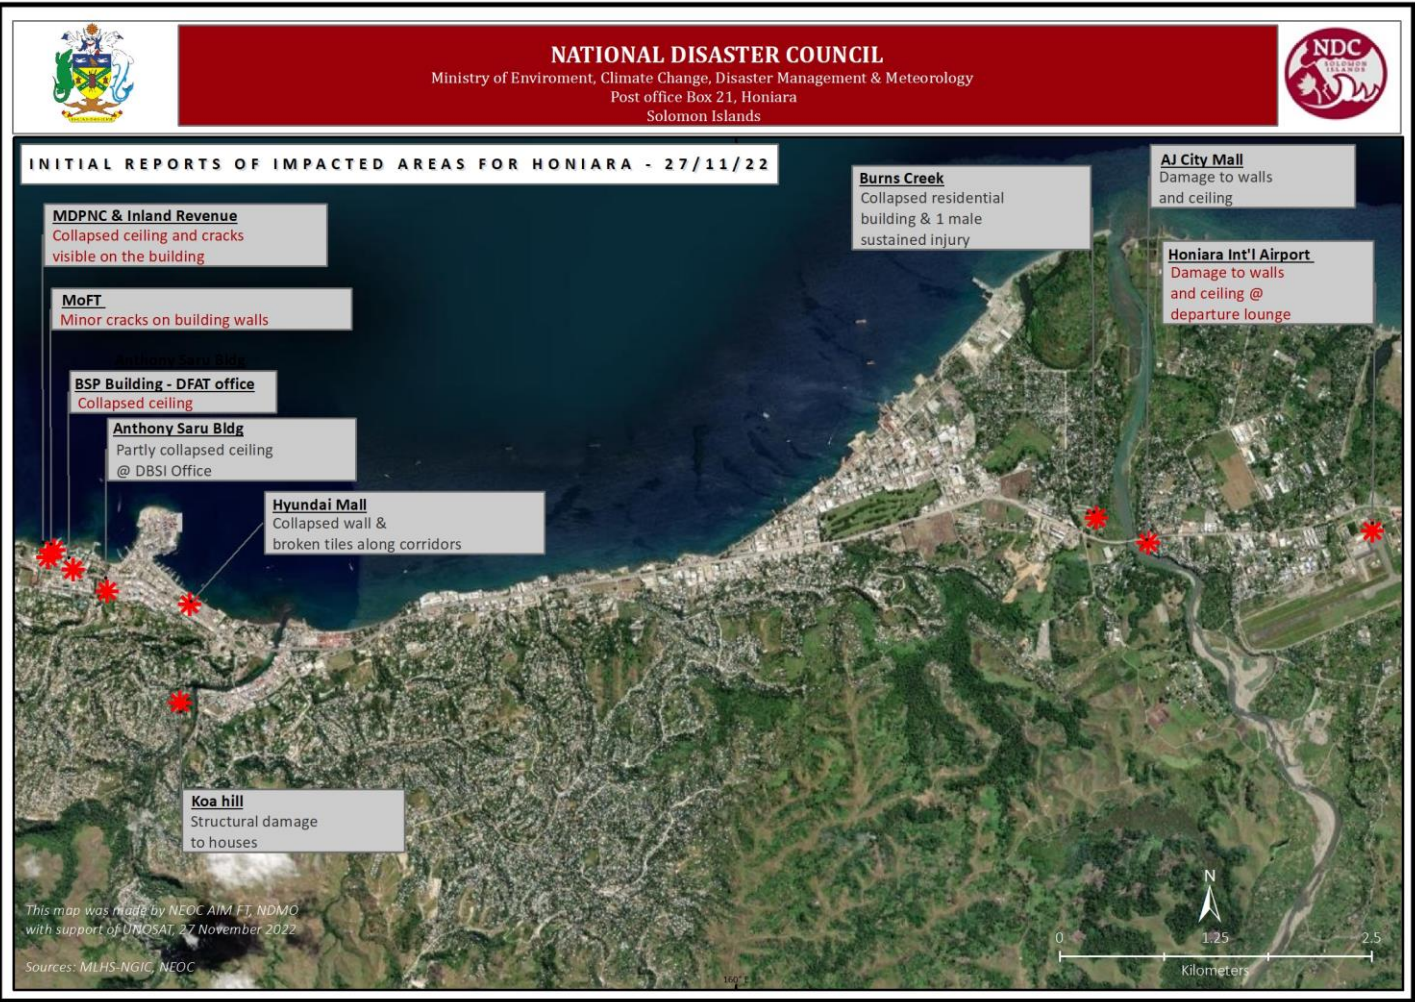 NATIONAL DISASTER COUNCIL
Ministry of Enviroment, Climate Change, Disaster Management & Meteorology
Post office Box 21, Honiara
Solomon Islands
NDC
SOLOMON
ISLANDS
INITIAL REPORTS OF IMPACTED AREAS FOR HONIARA - 27/11/22
MDPNC & Inland Revenue
Collapsed ceiling and cracks
visible on the building
MoFT
Minor cracks on building walls
Anthony Saru Bldg
BSP Building - DFAT office
Collapsed ceiling
Anthony Saru Bldg
Partly collapsed ceiling
@ DBSI Office
Hyundai Mall
Collapsed wall &
broken tiles along corridors
Burns Creek
Collapsed residential
building & 1 male
sustained injury
AJ City Mall
Damage to walls
and ceiling
Honiara Int'l Airport
Damage to walls
and ceiling @
departure lounge
Koa hill
Structural damage
to houses
This map was made by NEOC AIM FT, NDMO
with support of UNOSAT, 27 November 2022
Sources: MLHS-NGIC, NEOC
N
0 1.25 2.5
Kilometers